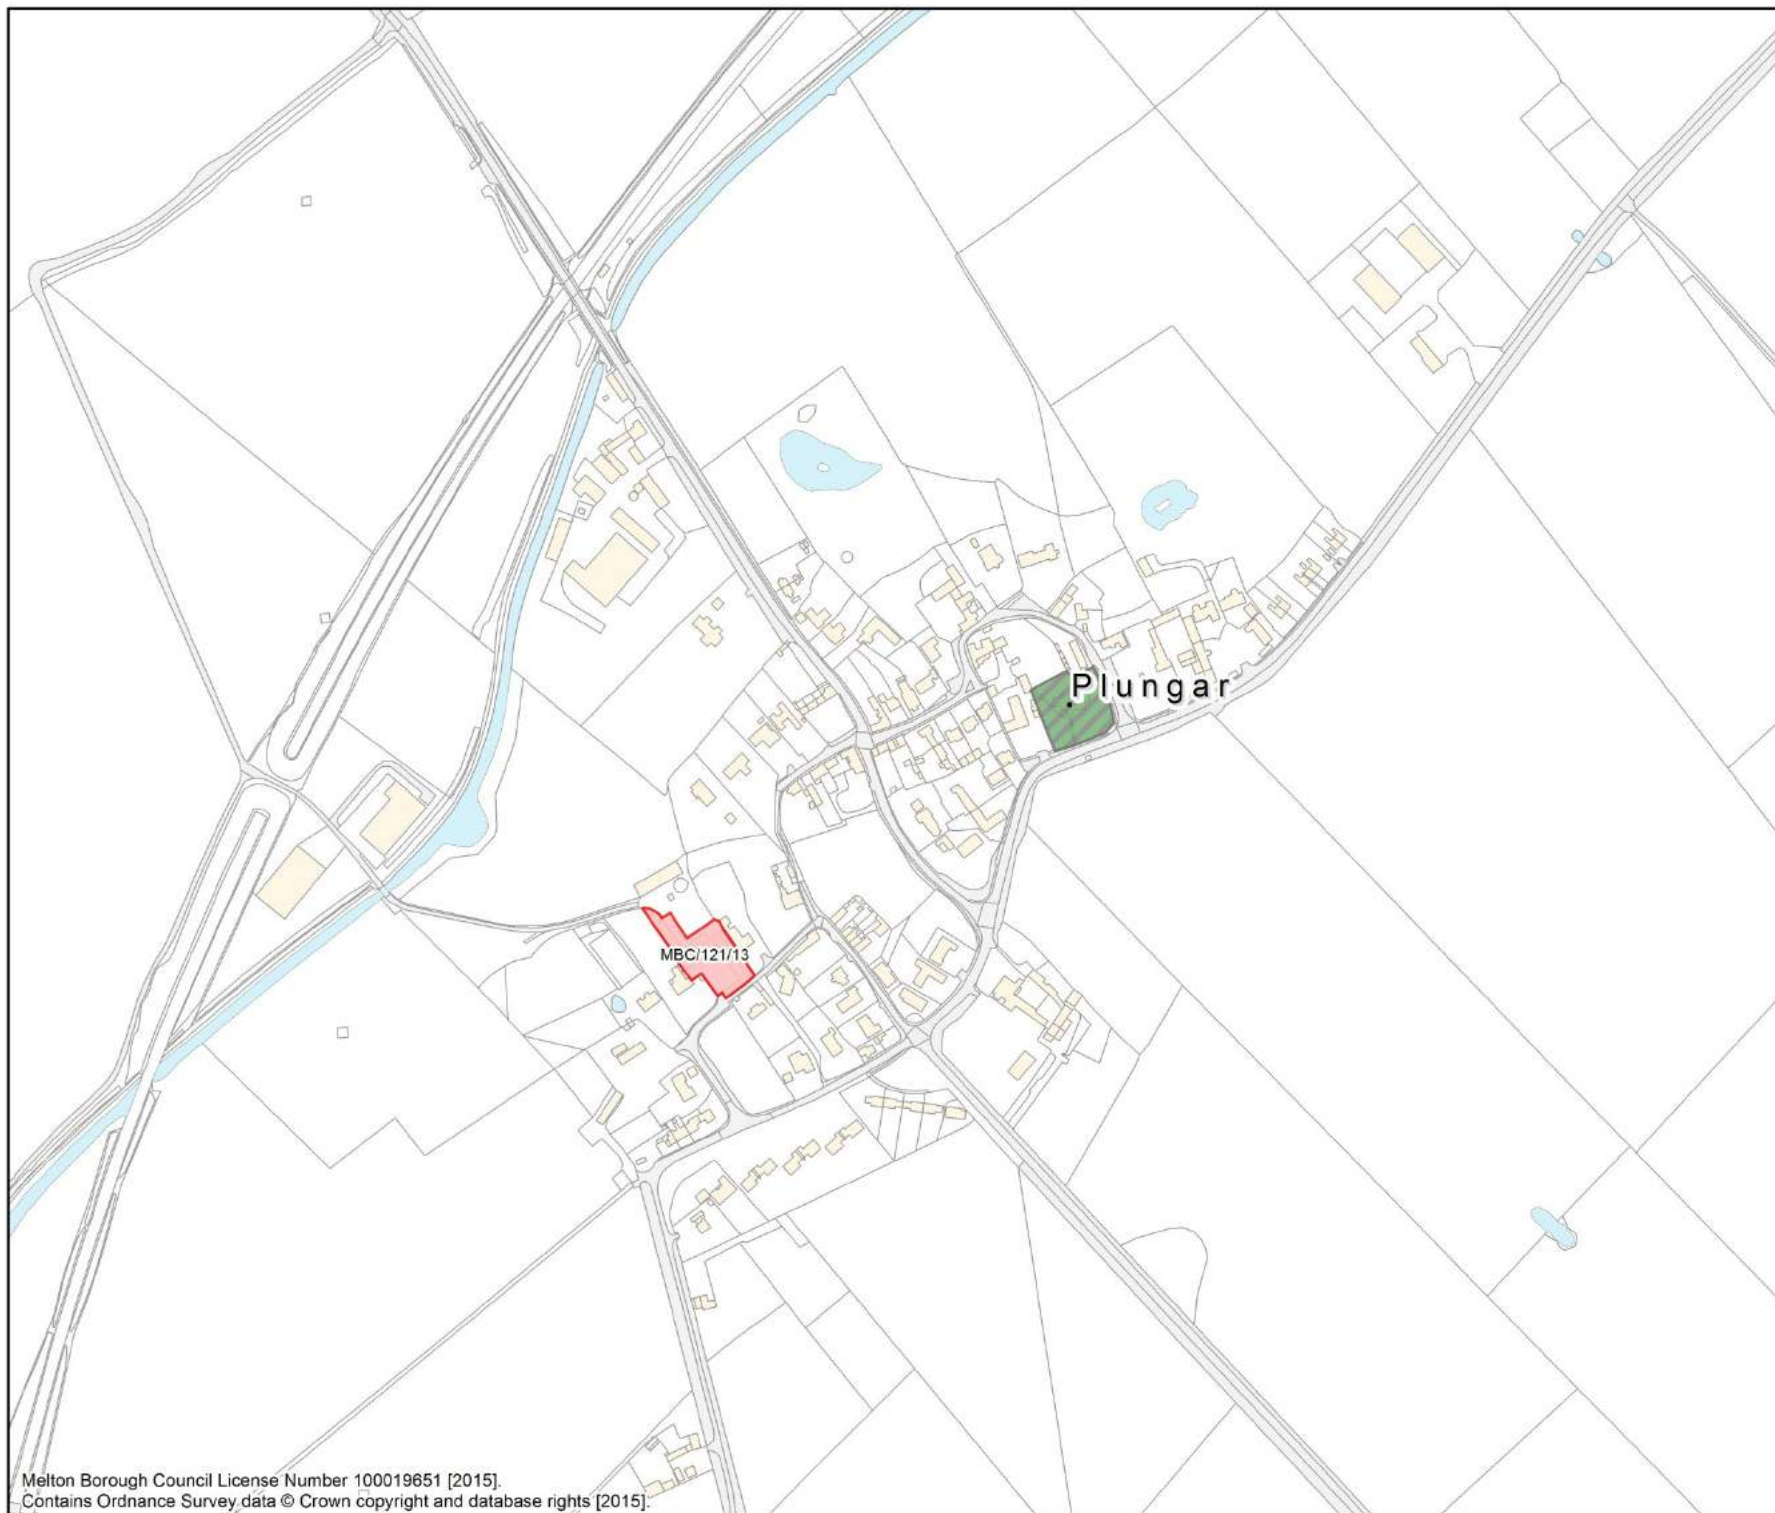 Plungar
MBC/121/13
Melton Borough Council License Number 100019651 [2015].
Contains Ordnance Survey data © Crown copyright and database rights [2015].